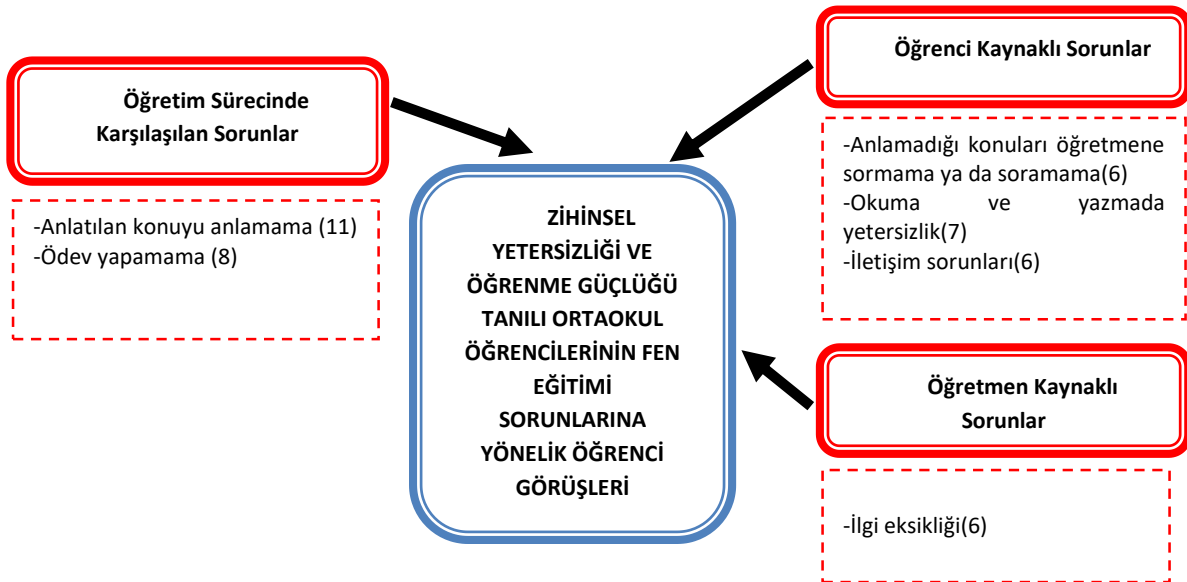 Öğretim Sürecinde
Karşılaşılan Sorunlar
-Anlatılan konuyu anlamama (11)
-Ödev yapamama (8)
ZİHİNSEL
YETERSİZLİĞİ VE
ÖĞRENME GÜÇLÜĞÜ
TANILI ORTAOKUL
ÖĞRENCİLERİNİN FEN
EĞİTİMİ
SORUNLARINA
YÖNELİK ÖĞRENCİ
GÖRÜŞLERİ
Öğrenci Kaynaklı Sorunlar
-Anlamadığı konuları öğretmene
sormama ya da soramama(6)
-Okuma ve yazmada
yetersizlik(7)
-İletişim sorunları(6)
Öğretmen Kaynaklı
Sorunlar
-İlgi eksikliği(6)